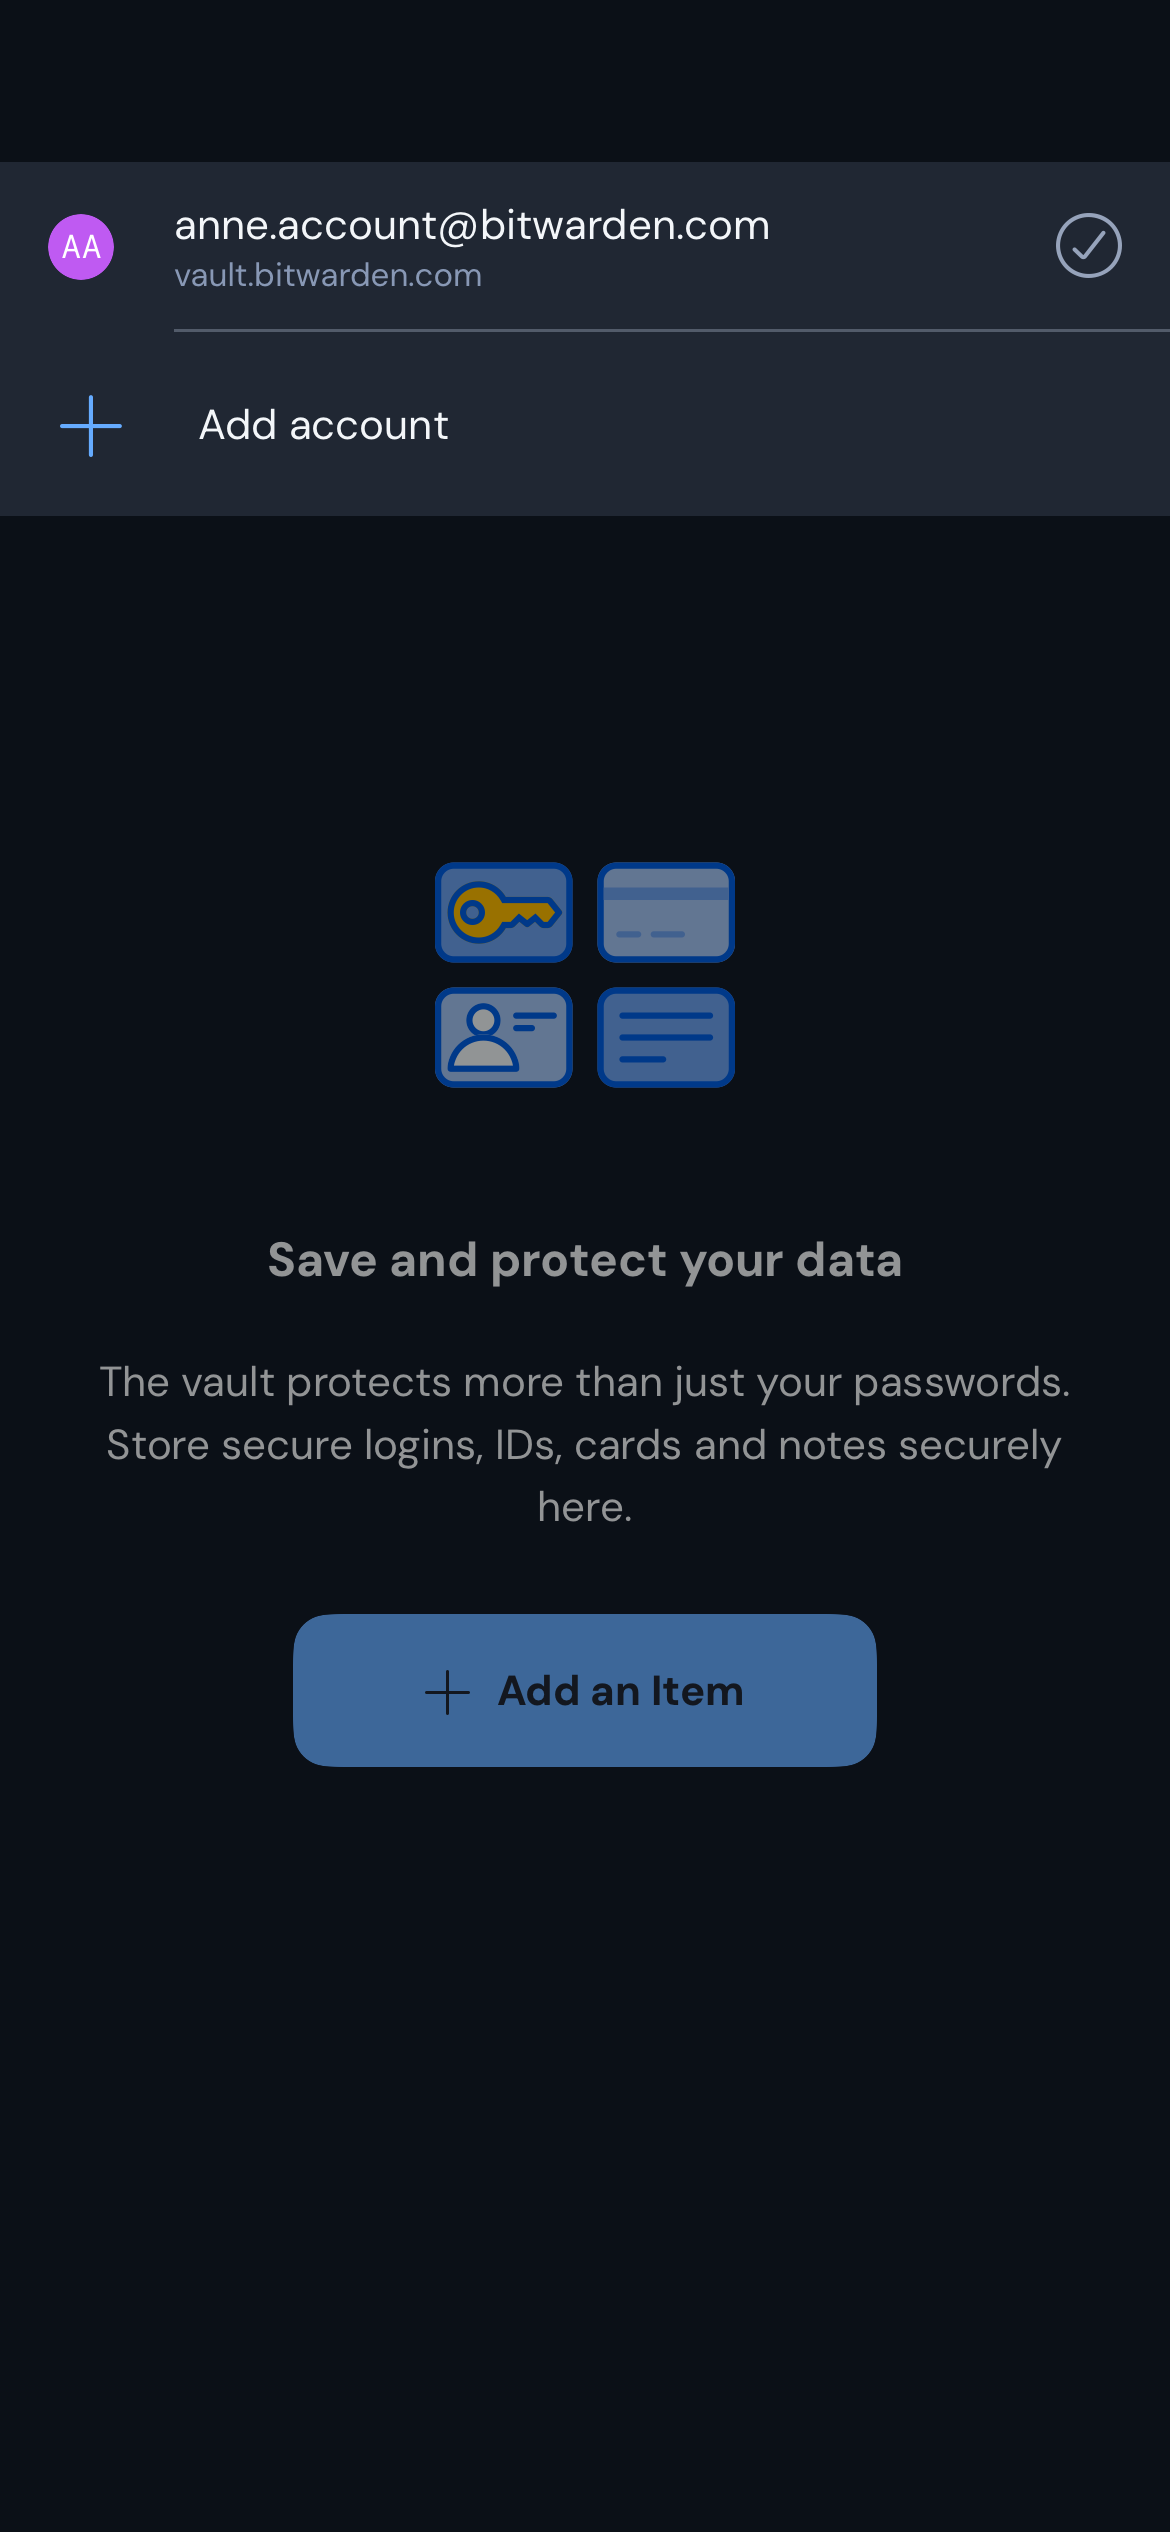 AA
anne.account@bitwarden.com
vault.bitwarden.com
Add account
Save and protect your data
The vault protects more than just your passwords.
Store secure logins, IDs, cards and notes securely
here.
Add an Item